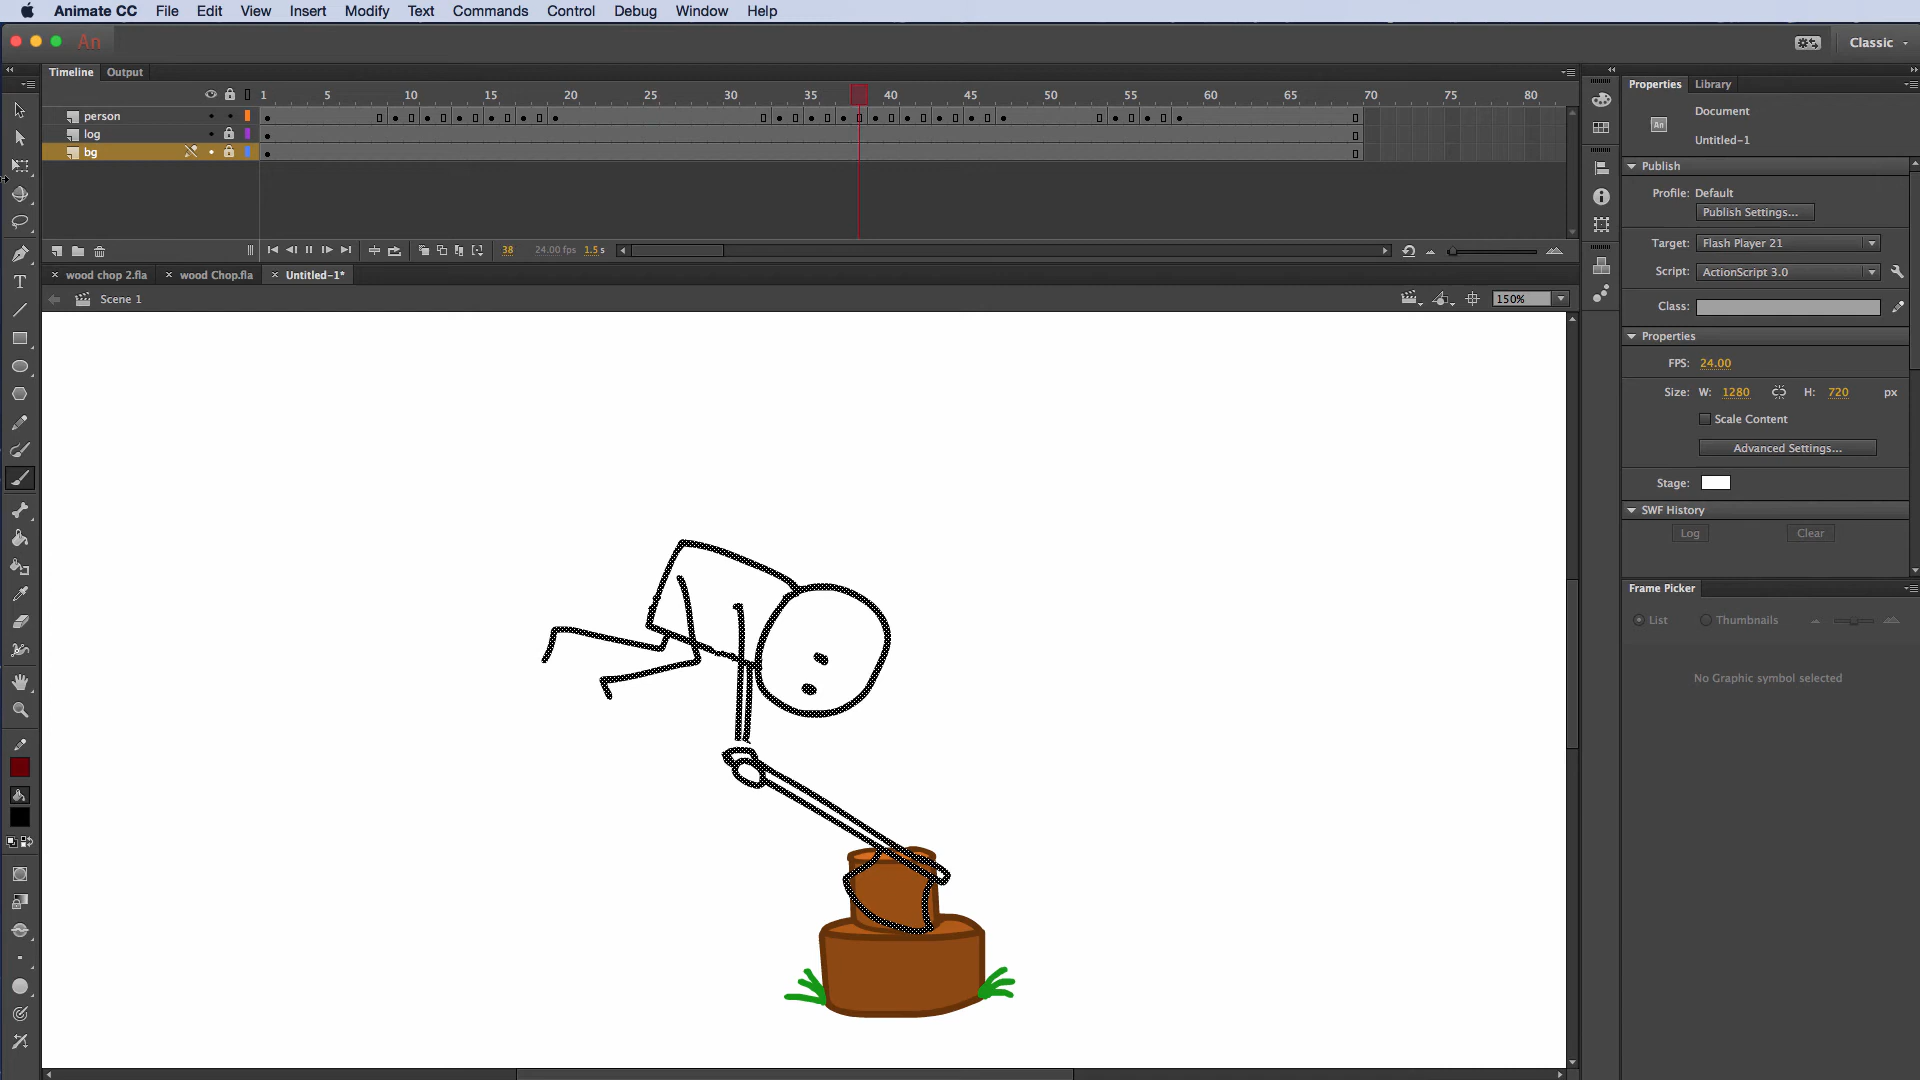 Animate CC File Edit View Insert Modify Text Commands Control Debug Window Help
An Classic
Timeline Output
1 5 10 15 20 25 30 35 40 45 50 55 60 65 70 75 80
person
log
bg
38 24.00 fps 1.5 s
wood chop 2.fla wood Chop.fla Untitled-1*
Scene 1 150%
Properties Library
Document
An Untitled-1
Publish
Profile: Default
Publish Settings...
Target: Flash Player 21
Script: ActionScript 3.0
Class:
Properties
FPS: 24.00
Size: W: 1280 H: 720 px
Scale Content
Advanced Settings...
Stage:
SWF History
Log Clear
Frame Picker
List Thumbnails
No Graphic symbol selected